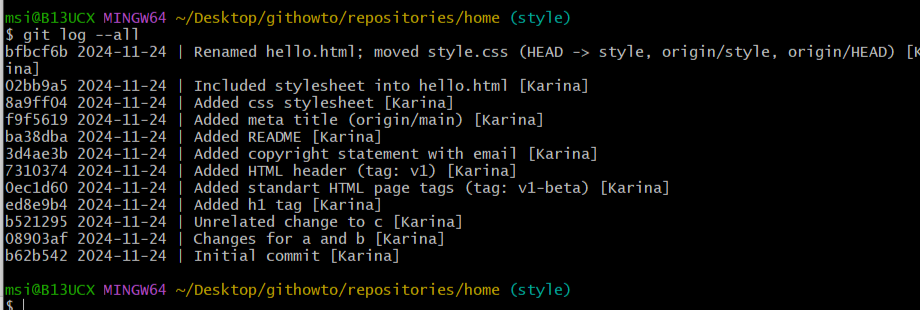 msi@B13UCX MINGW64 ~/Desktop/githowto/repositories/home (style)
$ git log --all
bfbcf6b 2024-11-24 | Renamed hello.html; moved style.css (HEAD -> style, origin/style, origin/HEAD) [Kar
ina]
02bb9a5 2024-11-24 | Included stylesheet into hello.html [Karina]
8a9ff04 2024-11-24 | Added css stylesheet [Karina]
f9f5619 2024-11-24 | Added meta title (origin/main) [Karina]
ba38dba 2024-11-24 | Added README [Karina]
3d4ae3b 2024-11-24 | Added copyright statement with email [Karina]
7310374 2024-11-24 | Added HTML header (tag: v1) [Karina]
0ec1d60 2024-11-24 | Added standart HTML page tags (tag: v1-beta) [Karina]
ed8e9b4 2024-11-24 | Added h1 tag [Karina]
b521295 2024-11-24 | Unrelated change to c [Karina]
08903af 2024-11-24 | Changes for a and b [Karina]
b62b542 2024-11-24 | Initial commit [Karina]
msi@B13UCX MINGW64 ~/Desktop/githowto/repositories/home (style)
$